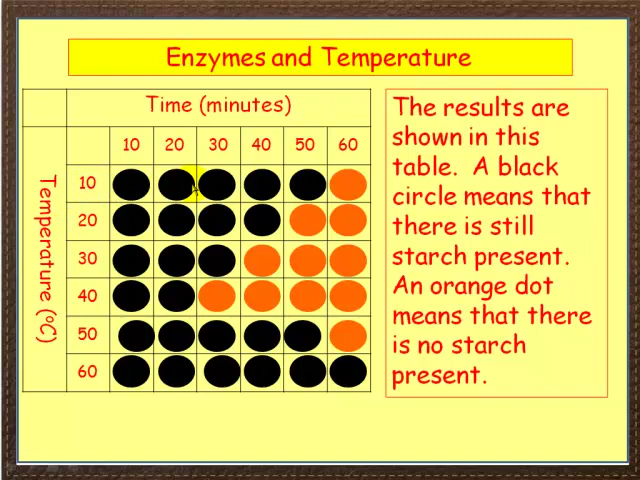 Enzymes and Temperature
Time (minutes)
10 20 30 40 50 60
Temperature (ºC)
10
20
30
40
50
60
The results are
shown in this
table. A black
circle means that
there is still
starch present.
An orange dot
means that there
is no starch
present.